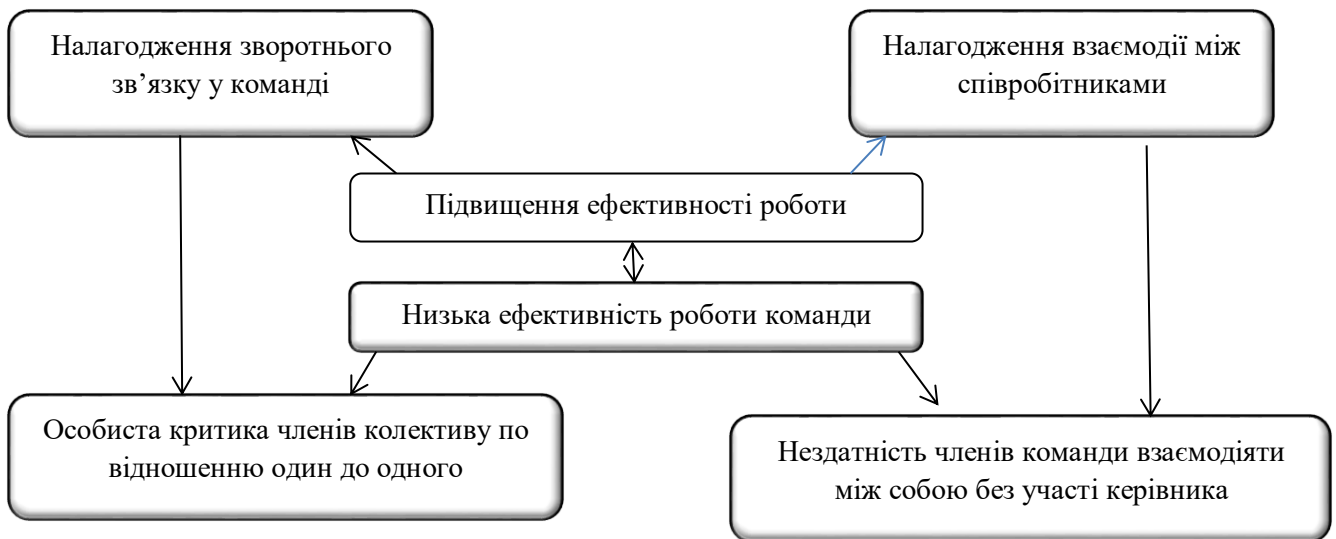 Налагодження зворотнього
зв’язку у команді
Налагодження взаємодії між
співробітниками
Підвищення ефективності роботи
Низька ефективність роботи команди
Особиста критика членів колективу по
відношенню один до одного
Нездатність членів команди взаємодіяти
між собою без участі керівника